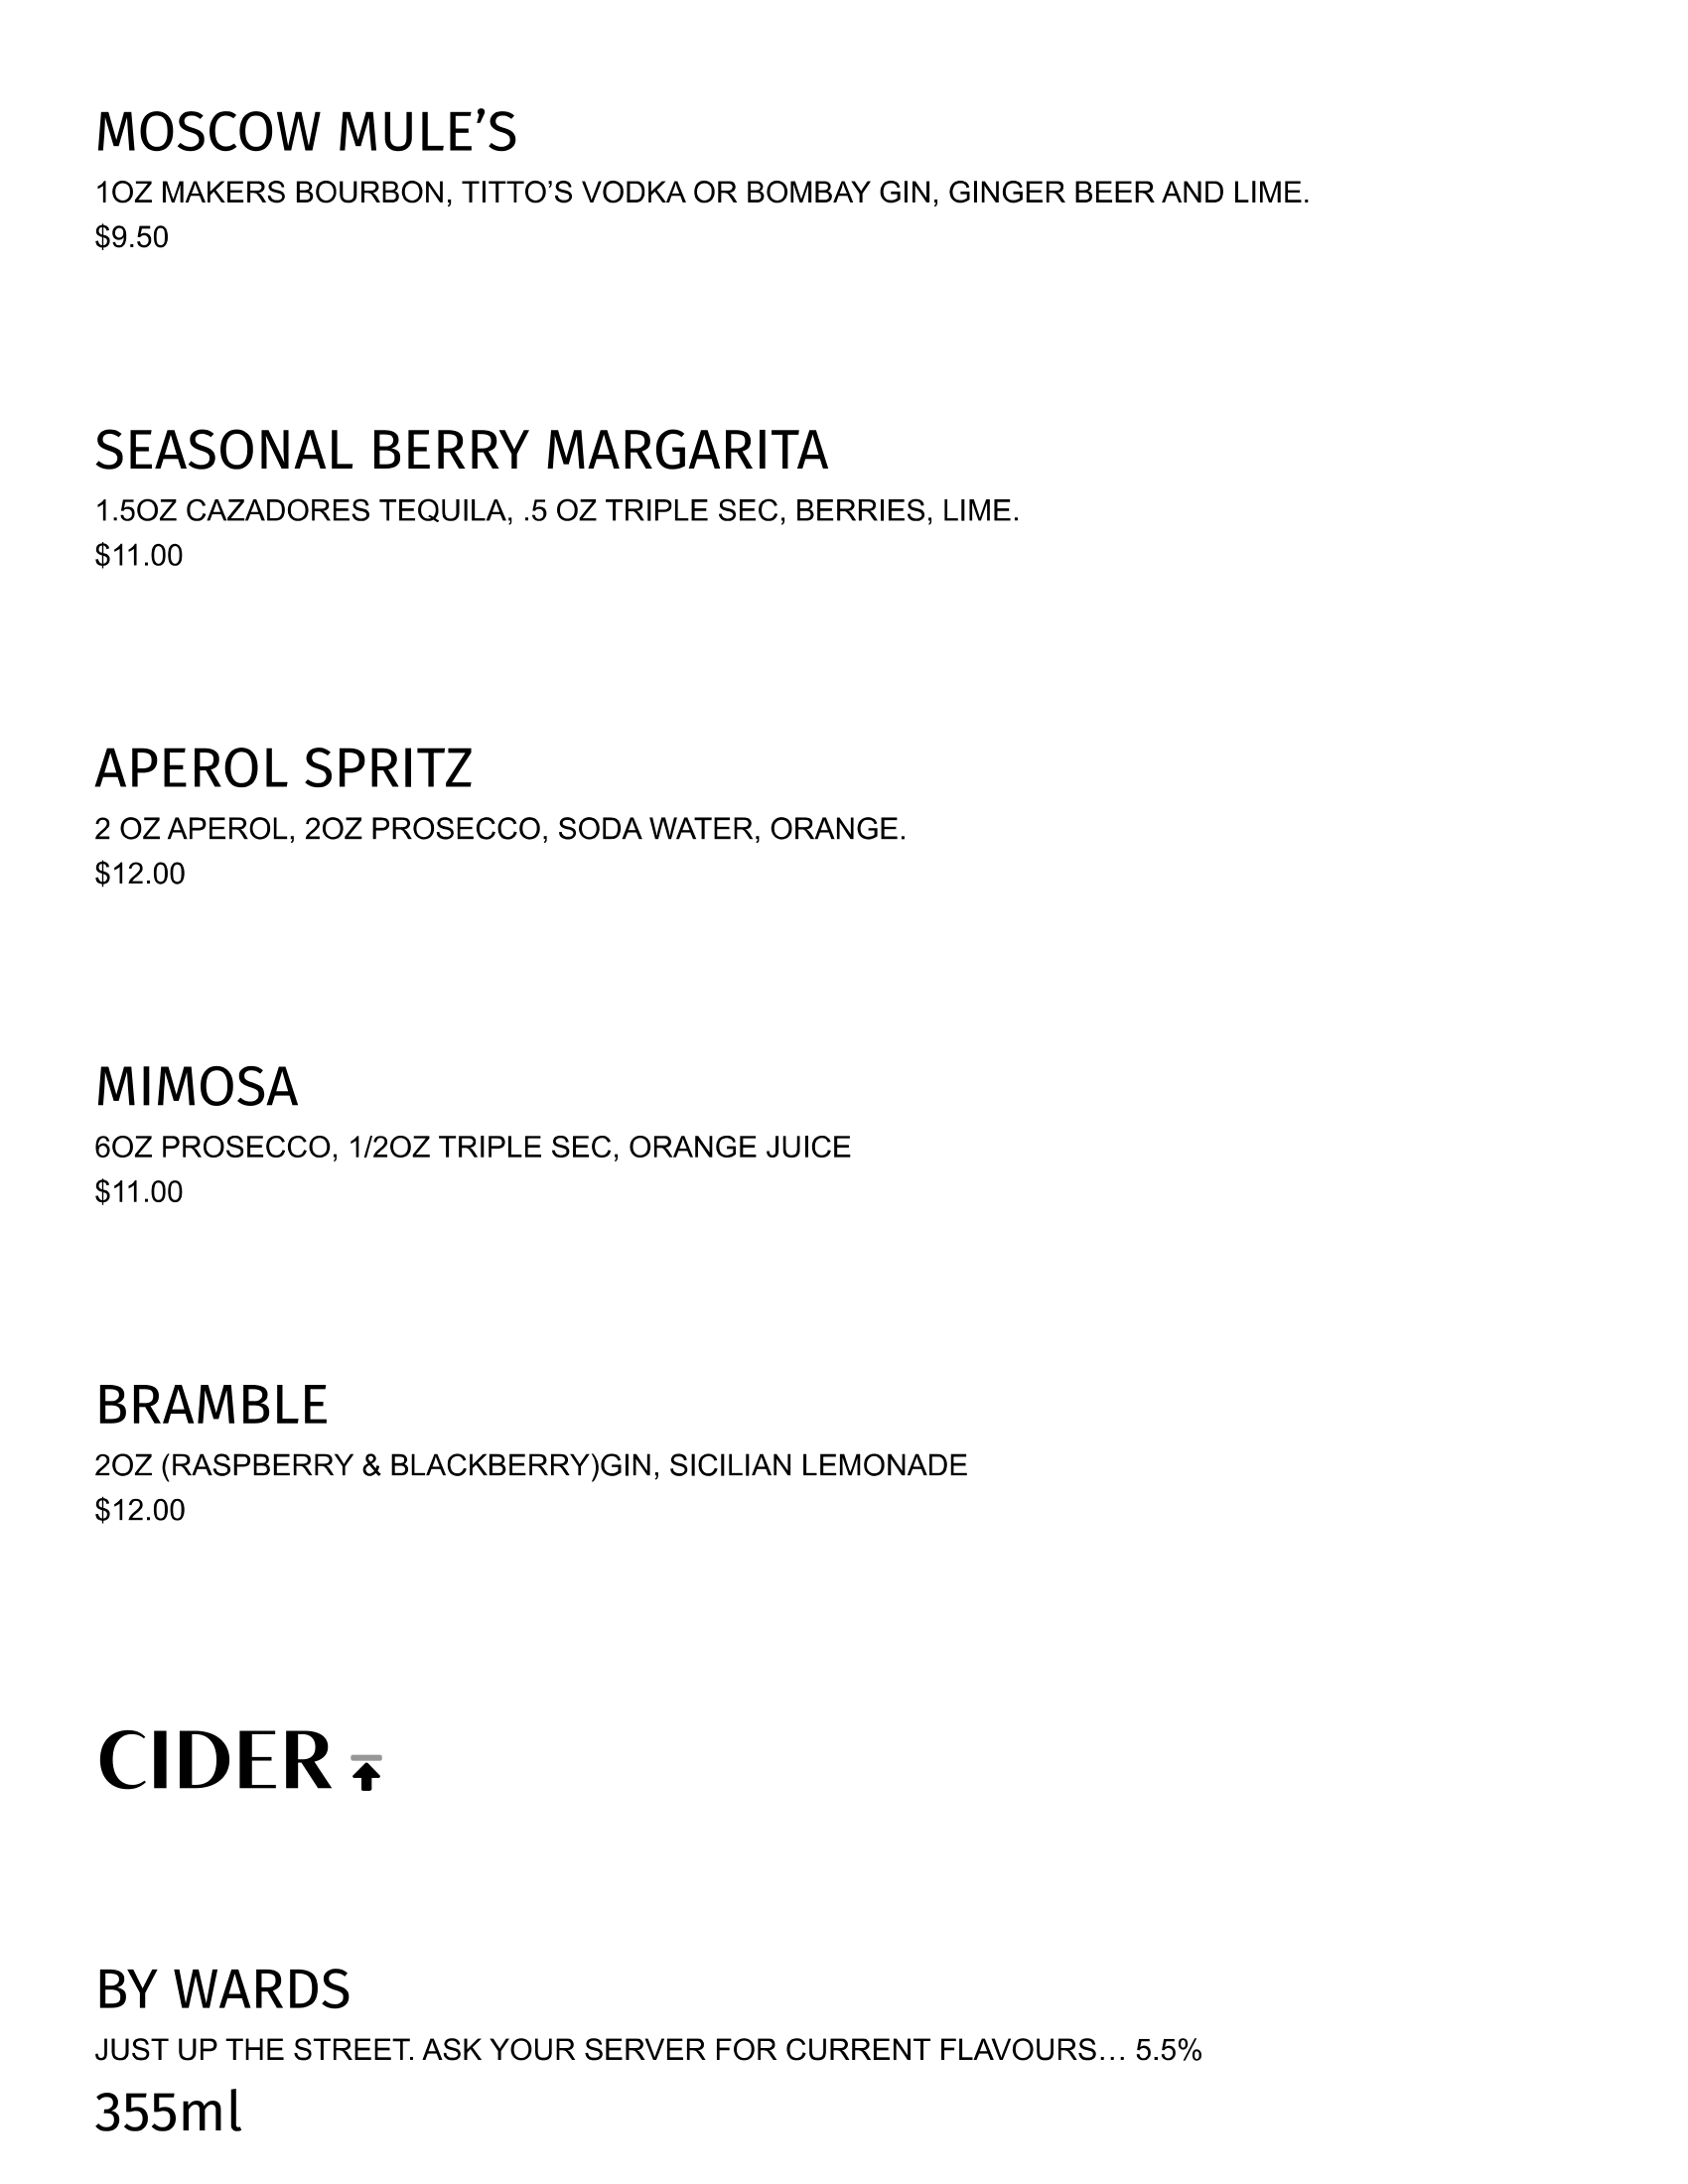 MOSCOW MULE’S
1OZ MAKERS BOURBON, TITTO’S VODKA OR BOMBAY GIN, GINGER BEER AND LIME.
$9.50
SEASONAL BERRY MARGARITA
1.5OZ CAZADORES TEQUILA, .5 OZ TRIPLE SEC, BERRIES, LIME.
$11.00
APEROL SPRITZ
2 OZ APEROL, 2OZ PROSECCO, SODA WATER, ORANGE.
$12.00
MIMOSA
6OZ PROSECCO, 1/2OZ TRIPLE SEC, ORANGE JUICE
$11.00
BRAMBLE
2OZ (RASPBERRY & BLACKBERRY)GIN, SICILIAN LEMONADE
$12.00
CIDER
BY WARDS
JUST UP THE STREET. ASK YOUR SERVER FOR CURRENT FLAVOURS… 5.5%
355ml